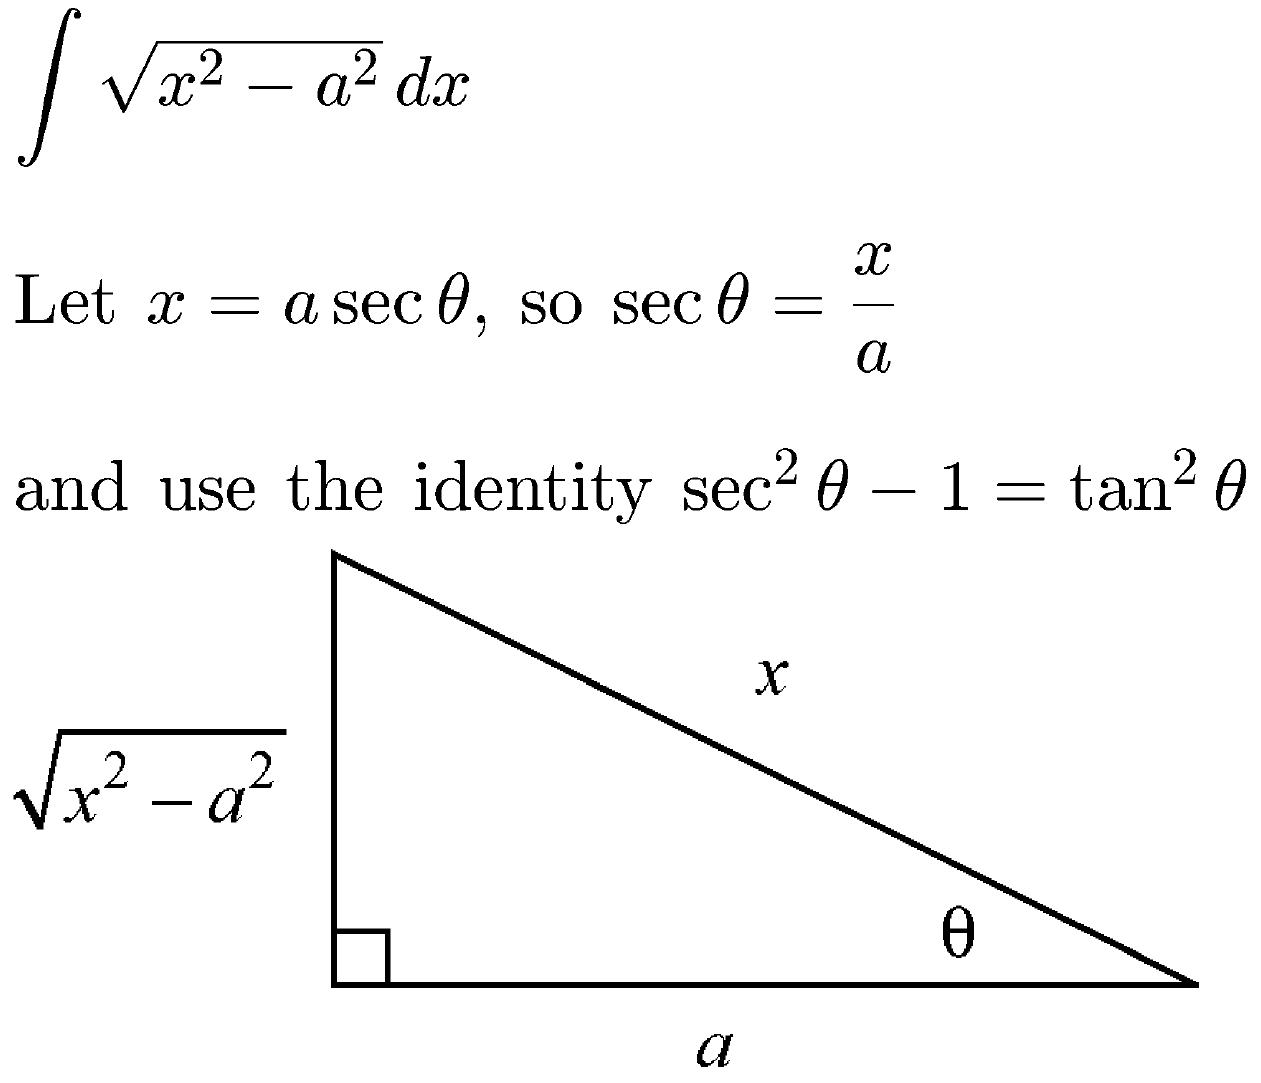 ∫ √(x² − a²) dx
Let x = a sec θ, so sec θ = x/a
and use the identity sec² θ − 1 = tan² θ
x
√(x² − a²)
θ
a